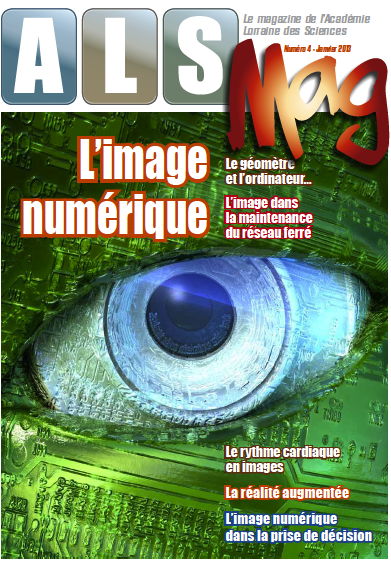 ALS
Le magazine de l'Académie
Lorraine des Sciences
Numéro 4 - Janvier 2013
Mag
L'image
numérique
Le géomètre
et l'ordinateur...
L'image dans
la maintenance
du réseau ferré
Le rythme cardiaque
en images
La réalité augmentée
L'image numérique
dans la prise de décision